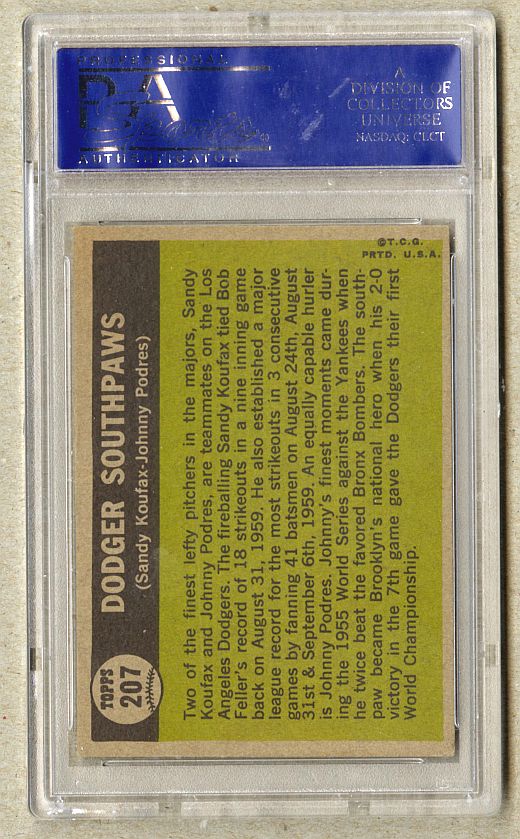 PROFESSIONAL
PSA
AUTHENTICATOR
A
DIVISION OF
COLLECTORS
UNIVERSE
NASDAQ: CLCT
TOPPS
207
DODGER SOUTHPAWS
(Sandy Koufax-Johnny Podres)
Two of the finest lefty pitchers in the majors, Sandy
Koufax and Johnny Podres, are teammates on the Los
Angeles Dodgers. The fireballing Sandy Koufax tied Bob
Feller's record of 18 strikeouts in a nine inning game
back on August 31, 1959. He also established a major
league record for the most strikeouts in 3 consecutive
games by fanning 41 batsmen on August 24th, August
31st & September 6th, 1959. An equally capable hurler
is Johnny Podres. Johnny's finest moments came dur-
ing the 1955 World Series against the Yankees when
he twice beat the favored Bronx Bombers. The south-
paw became Brooklyn's national hero when his 2-0
victory in the 7th game gave the Dodgers their first
World Championship.
©T.C.G.
PRTD. U.S.A.